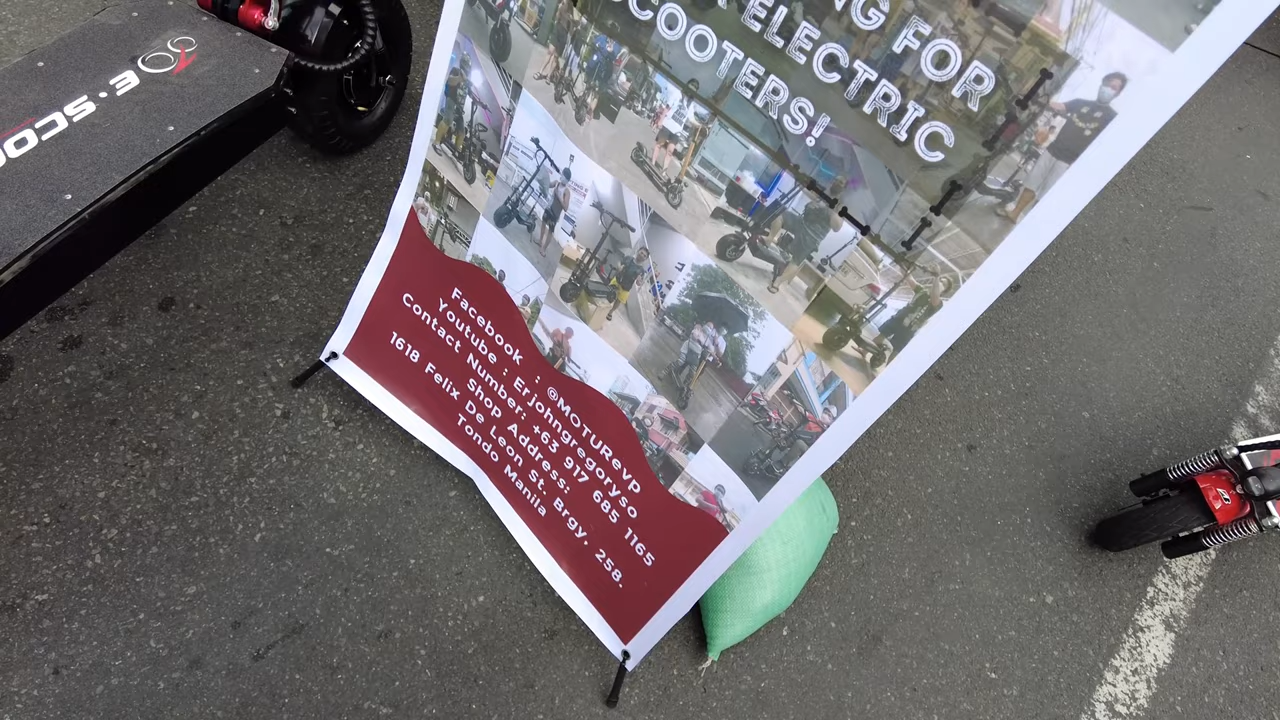 NG FOR
ELECTRIC
SCOOTERS!
Facebook : @MOTURevp
Youtube : Erjohngregoryso
Contact Number: +63 917 685 1165
Shop Address:
1618 Felix De Leon St. Brgy. 258.
Tondo Manila
E·SCOO